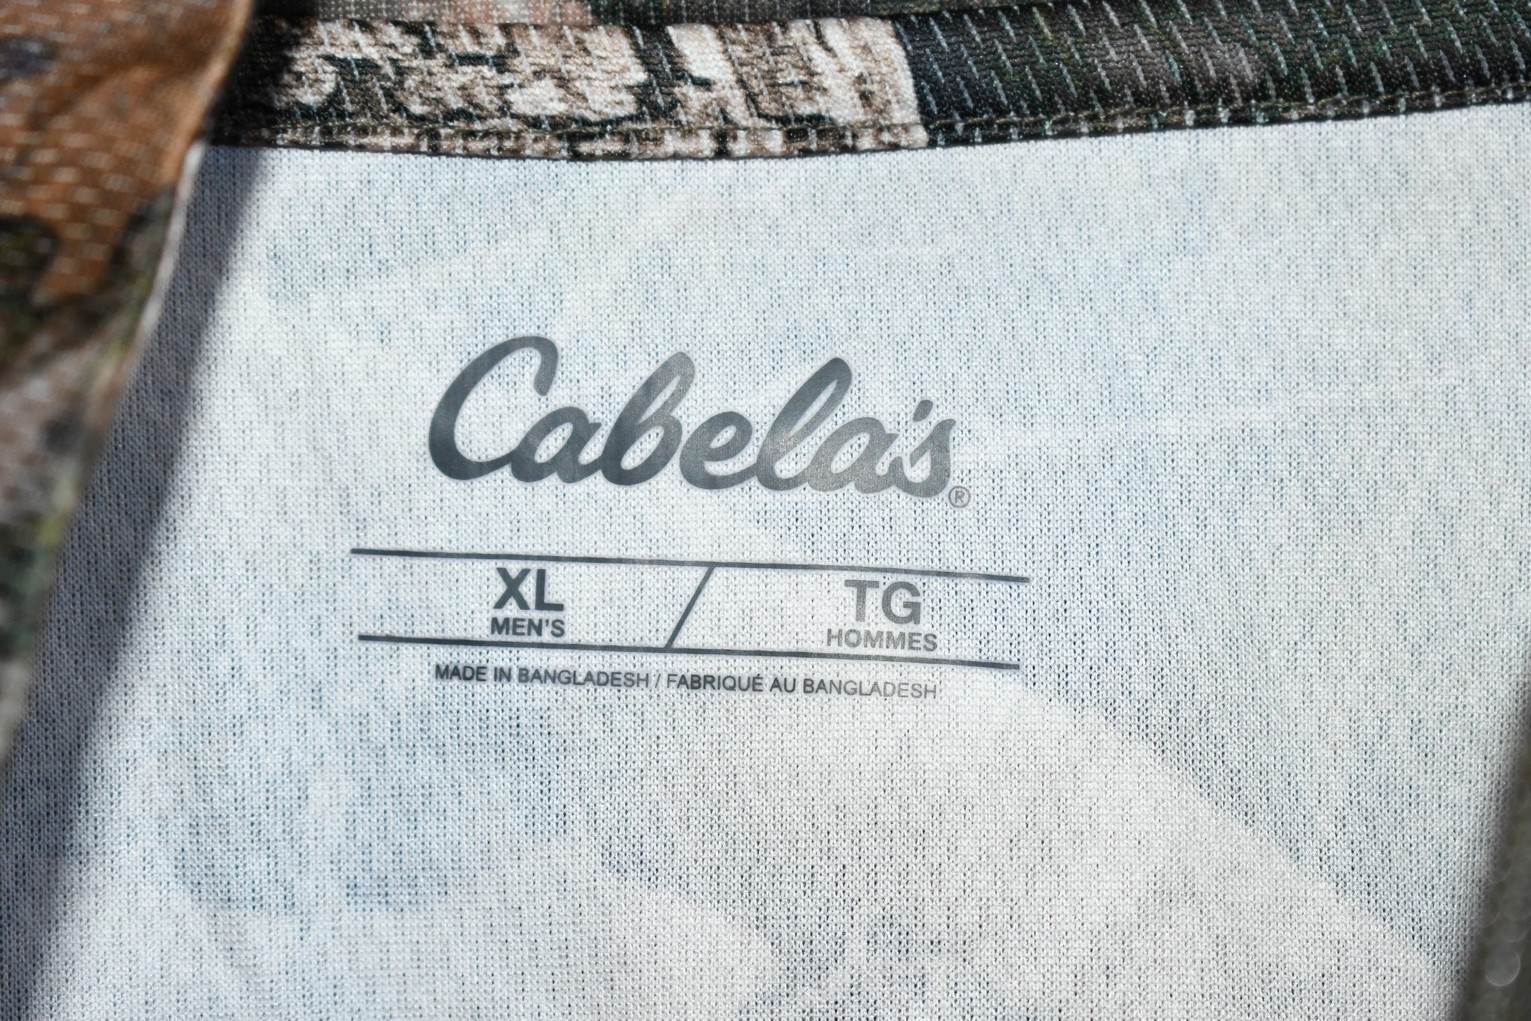 Cabela's®
XL / TG
MEN'S HOMMES
MADE IN BANGLADESH / FABRIQUÉ AU BANGLADESH